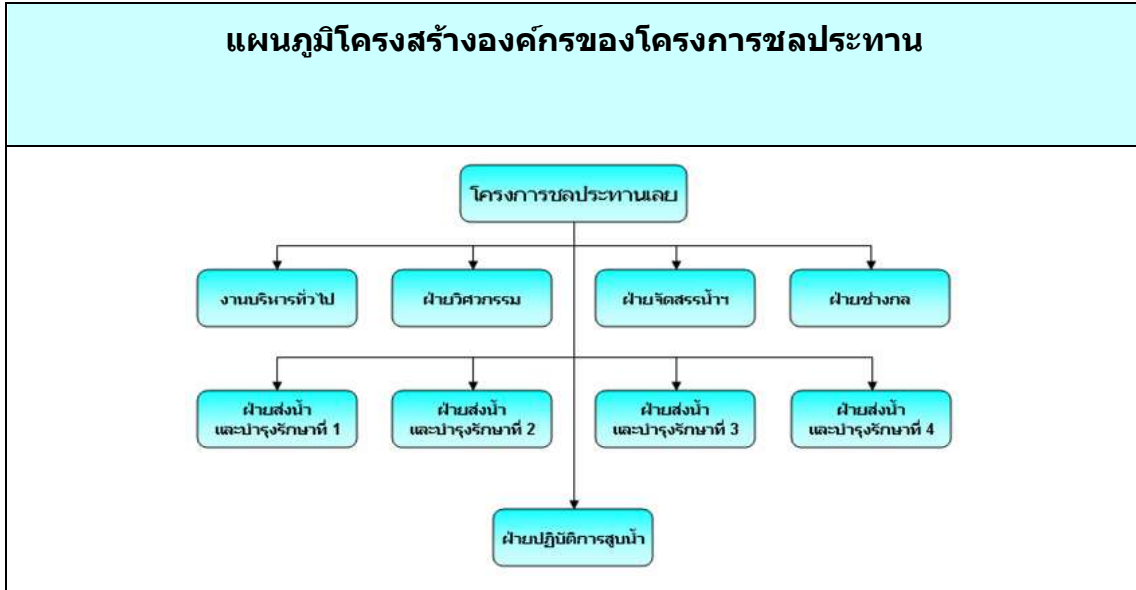 แผนภูมิโครงสร้างองค์กรของโครงการชลประทาน
โครงการชลประทานเลย
งานบริหารทั่วไป
ฝ่ายวิศวกรรม
ฝ่ายจัดสรรน้ำฯ
ฝ่ายช่างกล
ฝ่ายส่งน้ำ
และบำรุงรักษาที่ 1
ฝ่ายส่งน้ำ
และบำรุงรักษาที่ 2
ฝ่ายส่งน้ำ
และบำรุงรักษาที่ 3
ฝ่ายส่งน้ำ
และบำรุงรักษาที่ 4
ฝ่ายปฏิบัติการสูบน้ำ